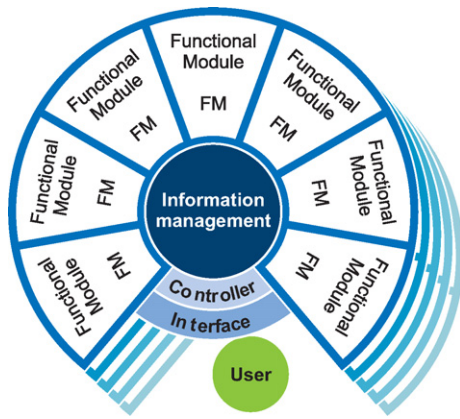 Functional
Module
FM
Functional
Module
FM
Functional
Module
FM
Functional
Module
FM
Functional
Module
FM
Functional
Module
FM
Functional
Module
FM
Information
management
Controller
Interface
User